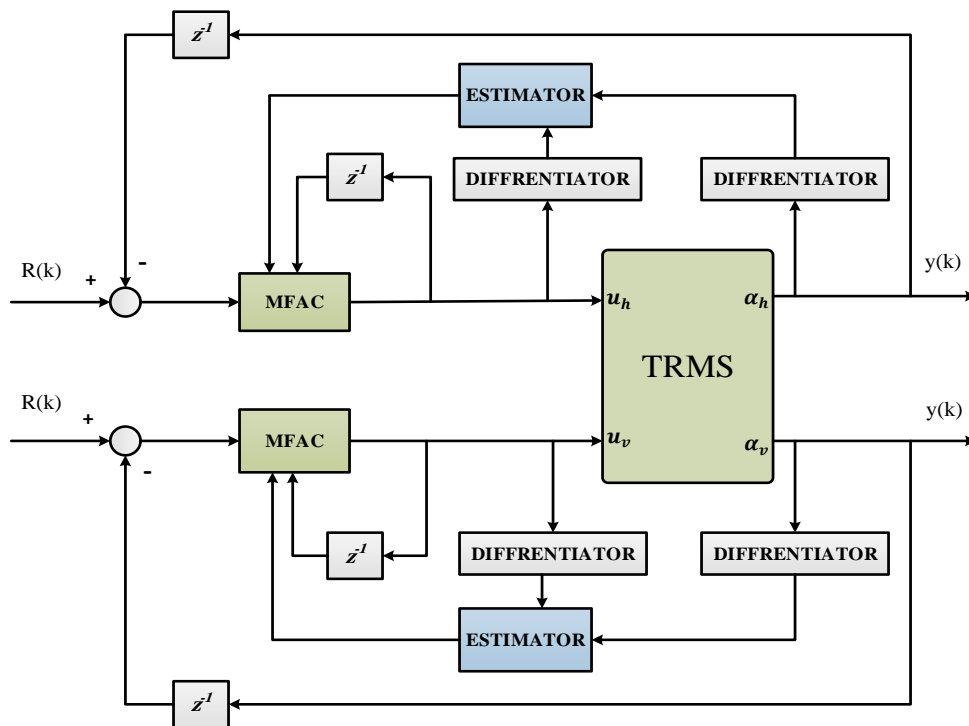 z⁻¹
ESTIMATOR
z⁻¹
DIFFRENTIATOR
DIFFRENTIATOR
R(k)
+
-
MFAC
u_h
α_h
y(k)
TRMS
R(k)
+
-
MFAC
u_v
α_v
y(k)
z⁻¹
DIFFRENTIATOR
DIFFRENTIATOR
ESTIMATOR
z⁻¹